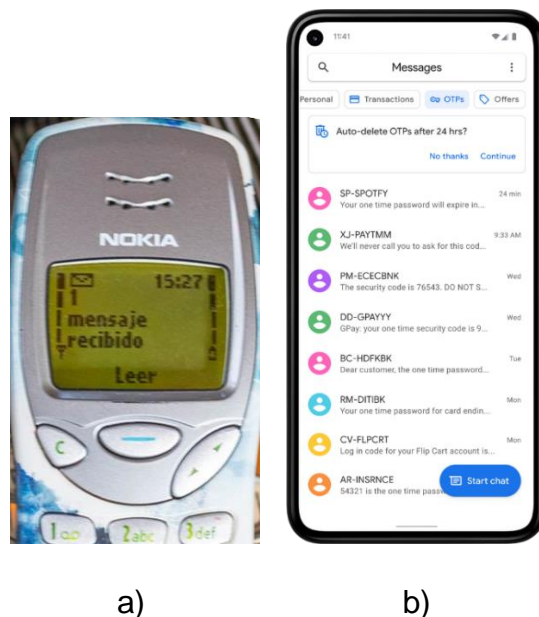 NOKIA
15:27
1
mensaje
recibido
Leer
C
1
2abc
3def
a)
11:41
Messages
Personal
Transactions
OTPs
Offers
Auto-delete OTPs after 24 hrs?
No thanks Continue
SP-SPOTFY 24 min
Your one time password will expire in...
XJ-PAYTMM 9:33 AM
We'll never call you to ask for this cod...
PM-ECECBNK Wed
The security code is 76543. DO NOT S...
DD-GPAYYY Wed
GPay: your one time security code is 9...
BC-HDFKBK Tue
Dear customer, the one time password...
RM-DITIBK Mon
Your one time password for card endin...
CV-FLPCRT Mon
Log in code for your Flip Cart account is...
AR-INSRNCE
54321 is the one time passw
Start chat
b)